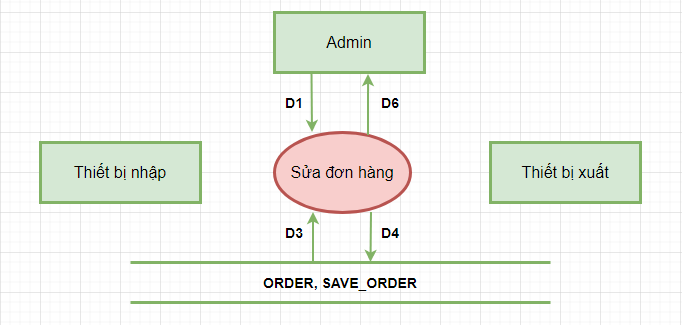 Admin
D1
D6
Thiết bị nhập
Sửa đơn hàng
Thiết bị xuất
D3
D4
ORDER, SAVE_ORDER